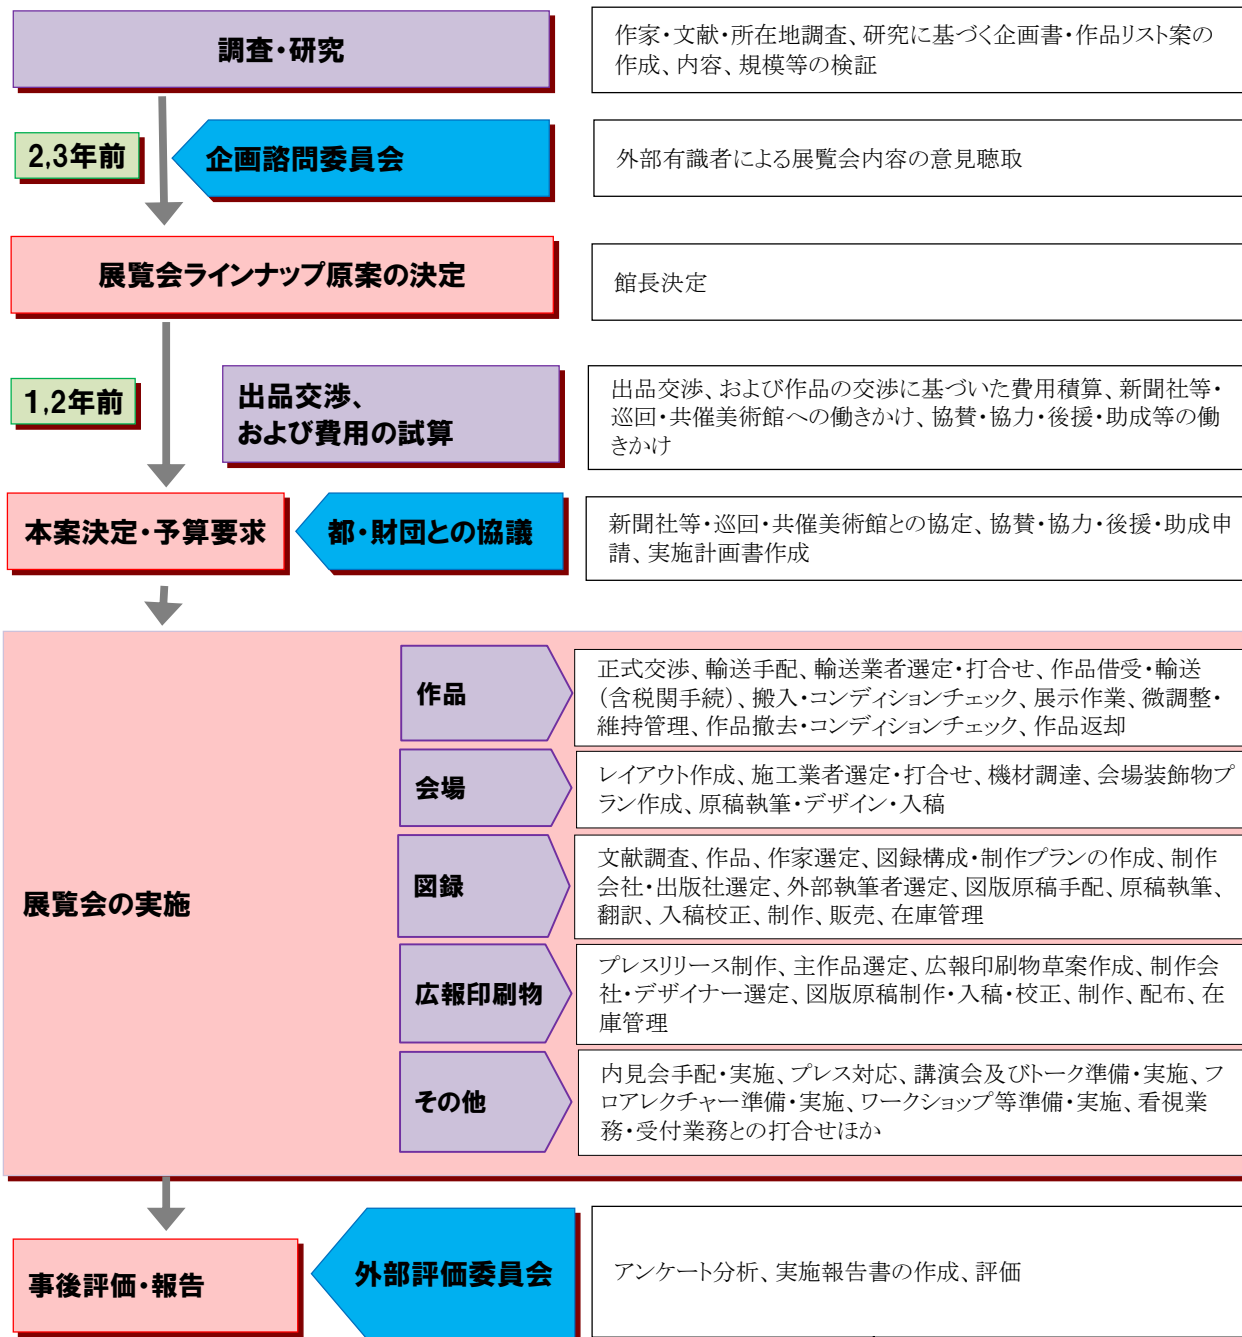 調査・研究
作家・文献・所在地調査、研究に基づく企画書・作品リスト案の
作成、内容、規模等の検証
2,3年前
企画諮問委員会
外部有識者による展覧会内容の意見聴取
展覧会ラインナップ原案の決定
館長決定
1,2年前
出品交渉、
および費用の試算
出品交渉、および作品の交渉に基づいた費用積算、新聞社等・
巡回・共催美術館への働きかけ、協賛・協力・後援・助成等の働
きかけ
本案決定・予算要求
都・財団との協議
新聞社等・巡回・共催美術館との協定、協賛・協力・後援・助成申
請、実施計画書作成
展覧会の実施
作品
正式交渉、輸送手配、輸送業者選定・打合せ、作品借受・輸送
(含税関手続)、搬入・コンディションチェック、展示作業、微調整・
維持管理、作品撤去・コンディションチェック、作品返却
会場
レイアウト作成、施工業者選定・打合せ、機材調達、会場装飾物プ
ラン作成、原稿執筆・デザイン・入稿
図録
文献調査、作品、作家選定、図録構成・制作プランの作成、制作
会社・出版社選定、外部執筆者選定、図版原稿手配、原稿執筆、
翻訳、入稿校正、制作、販売、在庫管理
広報印刷物
プレスリリース制作、主作品選定、広報印刷物草案作成、制作会
社・デザイナー選定、図版原稿制作・入稿・校正、制作、配布、在
庫管理
その他
内見会手配・実施、プレス対応、講演会及びトーク準備・実施、フ
ロアレクチャー準備・実施、ワークショップ等準備・実施、看視業
務・受付業務との打合せほか
事後評価・報告
外部評価委員会
アンケート分析、実施報告書の作成、評価